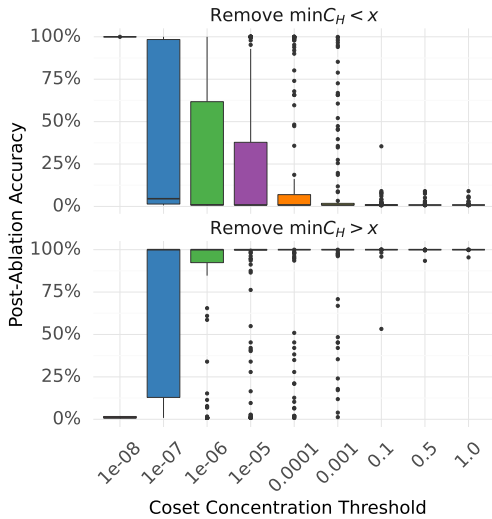 Remove minC_H < x
100%
75%
50%
25%
0%
Post-Ablation Accuracy
Remove minC_H > x
100%
75%
50%
25%
0%
1e-08 1e-07 1e-06 1e-05 0.0001 0.001 0.1 0.5 1.0
Coset Concentration Threshold